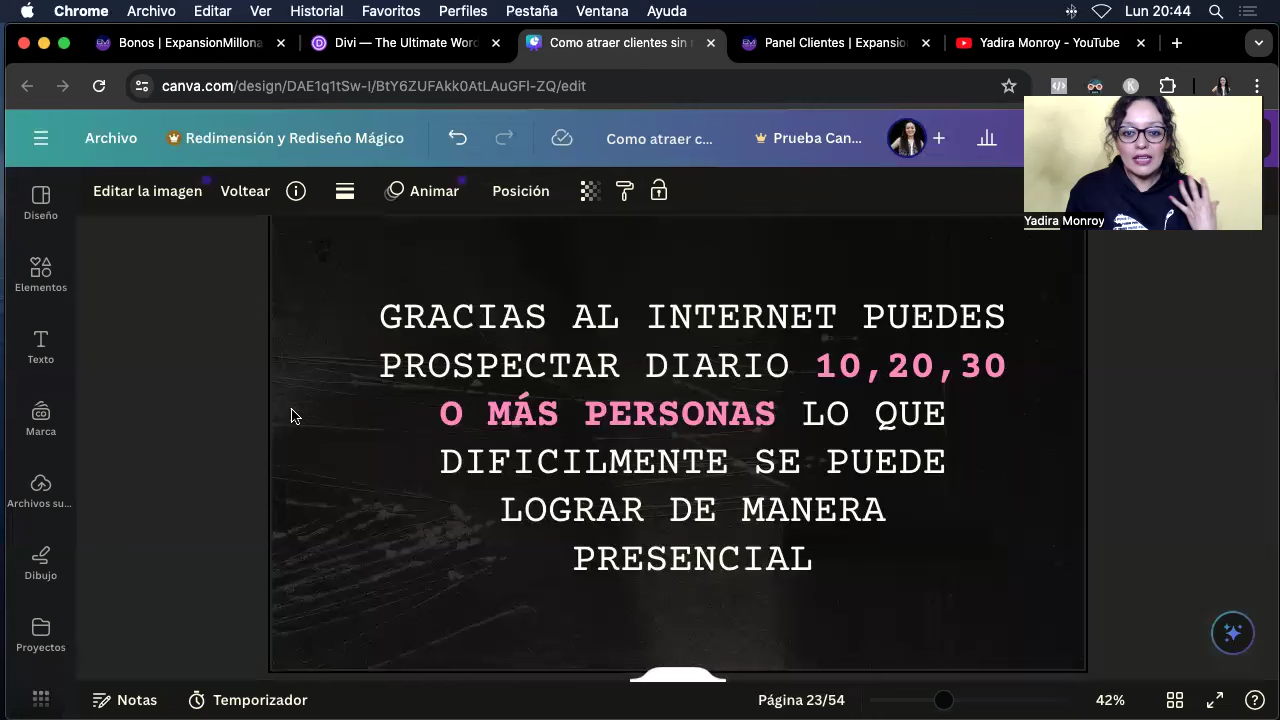 Chrome Archivo Editar Ver Historial Favoritos Perfiles Pestaña Ventana Ayuda Lun 20:44
Bonos | ExpansionMillona
Divi — The Ultimate Word
Como atraer clientes sin
Panel Clientes | Expansio
Yadira Monroy - YouTube
canva.com/design/DAE1q1tSw-I/BtY6ZUFAkk0AtLAuGFl-ZQ/edit
Archivo Redimensión y Rediseño Mágico Como atraer c... Prueba Can...
Editar la imagen Voltear Animar Posición
Yadira Monroy
Diseño
Elementos
Texto
Marca
Archivos su...
Dibujo
Proyectos
GRACIAS AL INTERNET PUEDES
PROSPECTAR DIARIO 10,20,30
O MÁS PERSONAS LO QUE
DIFICILMENTE SE PUEDE
LOGRAR DE MANERA
PRESENCIAL
Notas Temporizador Página 23/54 42%